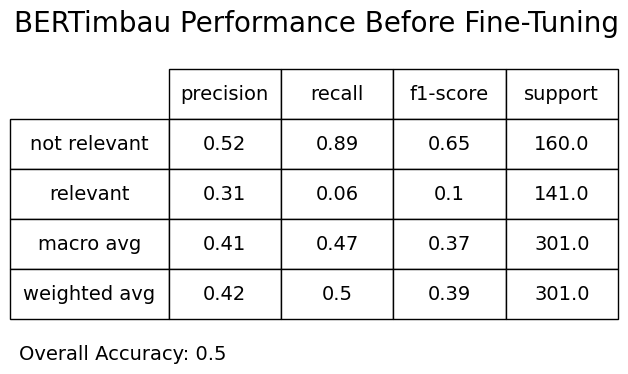 BERTimbau Performance Before Fine-Tuning
precision recall f1-score support
not relevant 0.52 0.89 0.65 160.0
relevant 0.31 0.06 0.1 141.0
macro avg 0.41 0.47 0.37 301.0
weighted avg 0.42 0.5 0.39 301.0
Overall Accuracy: 0.5